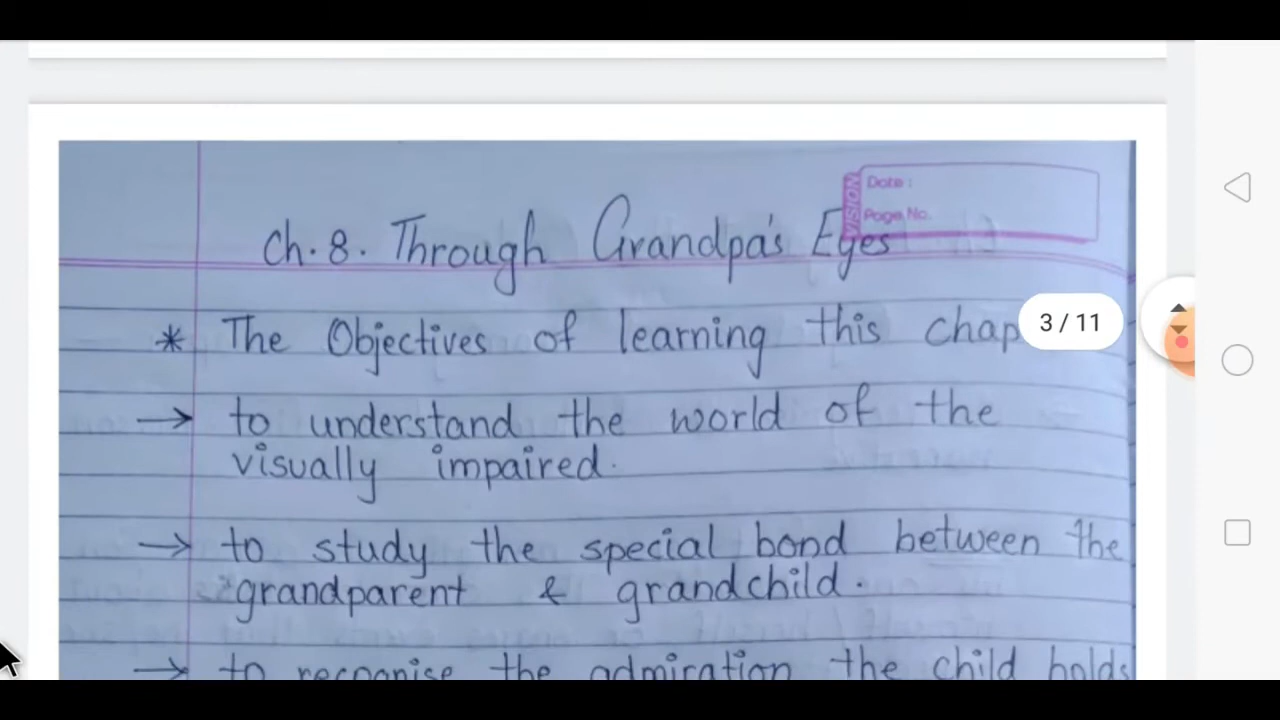 VISION
Date :
Page No.
Ch. 8. Through Grandpa's Eyes
* The Objectives of learning this chap
3 / 11
→ to understand the world of the
visually impaired.
→ to study the special bond between the
grandparent & grandchild.
→ to recognise the admiration the child holds